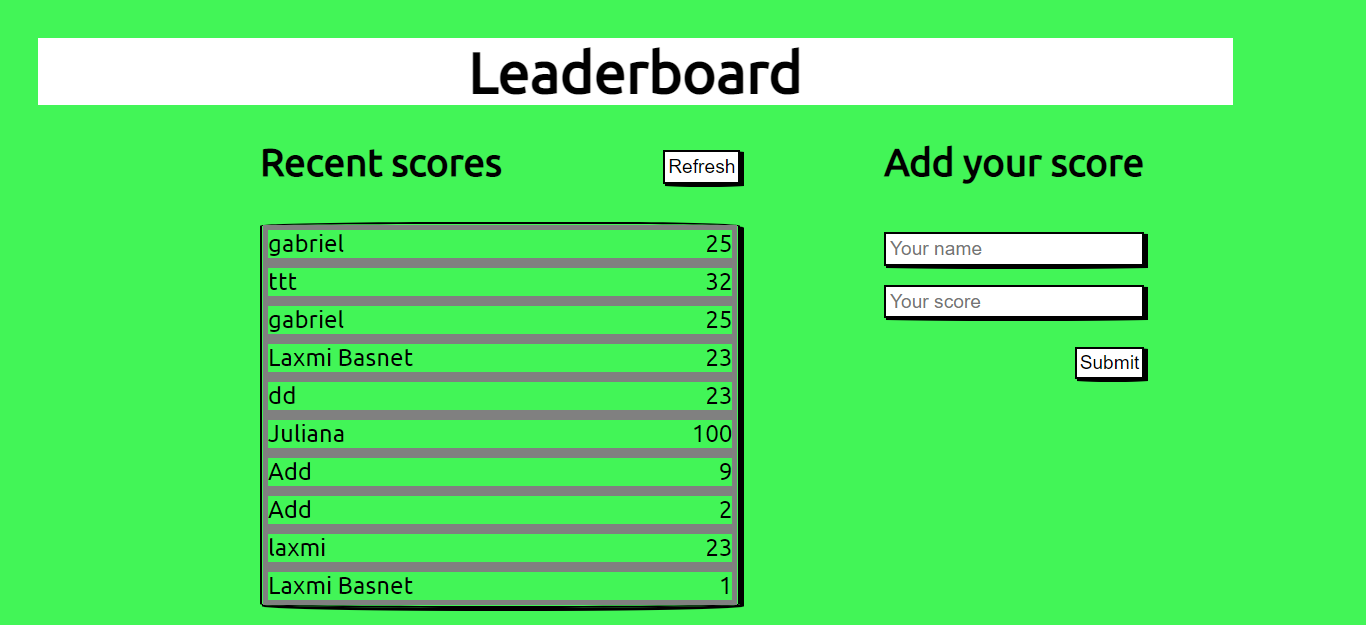 Leaderboard
Recent scores
Refresh
gabriel 25
ttt 32
gabriel 25
Laxmi Basnet 23
dd 23
Juliana 100
Add 9
Add 2
laxmi 23
Laxmi Basnet 1
Add your score
Your name
Your score
Submit